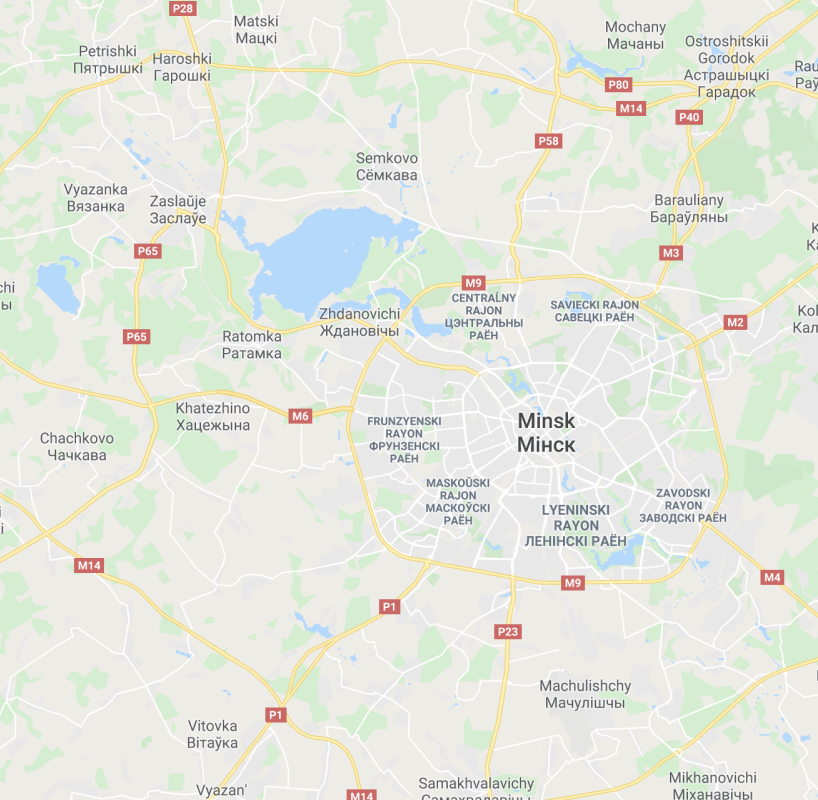 P28
Matski
Мацкі
Petrishki
Пятрышкі
Haroshki
Гарошкі
Mochany
Мачаны
Ostroshitskii
Gorodok
Астрашыцкі
Гарадок
P80
M14
P40
P58
Semkovo
Сёмкава
Vyazanka
Вязанка
Zaslaŭje
Заслаўе
Barauliany
Бараўляны
P65
M3
M9
CENTRALNY
RAJON
ЦЭНТРАЛЬНЫ
РАЁН
SAVIECKI RAJON
САВЕЦКІ РАЁН
Zhdanovichi
Ждановічы
M2
P65
Ratomka
Ратамка
Khatezhino
Хацежына
M6
FRUNZYENSKI
RAYON
ФРУНЗЕНСКІ
РАЁН
Minsk
Мінск
Chachkovo
Чачкава
MASKOŬSKI
RAJON
МАСКОЎСКІ
РАЁН
LYENINSKI
RAYON
ЛЕНІНСКІ РАЁН
ZAVODSKI
RAYON
ЗАВОДСКІ РАЁН
M14
M9
M4
P1
P23
Machulishchy
Мачулішчы
P1
Vitovka
Вітаўка
Vyazan'
M14
Samakhvalavichy
Самахвалавічы
Mikhanovichi
Міханавічы